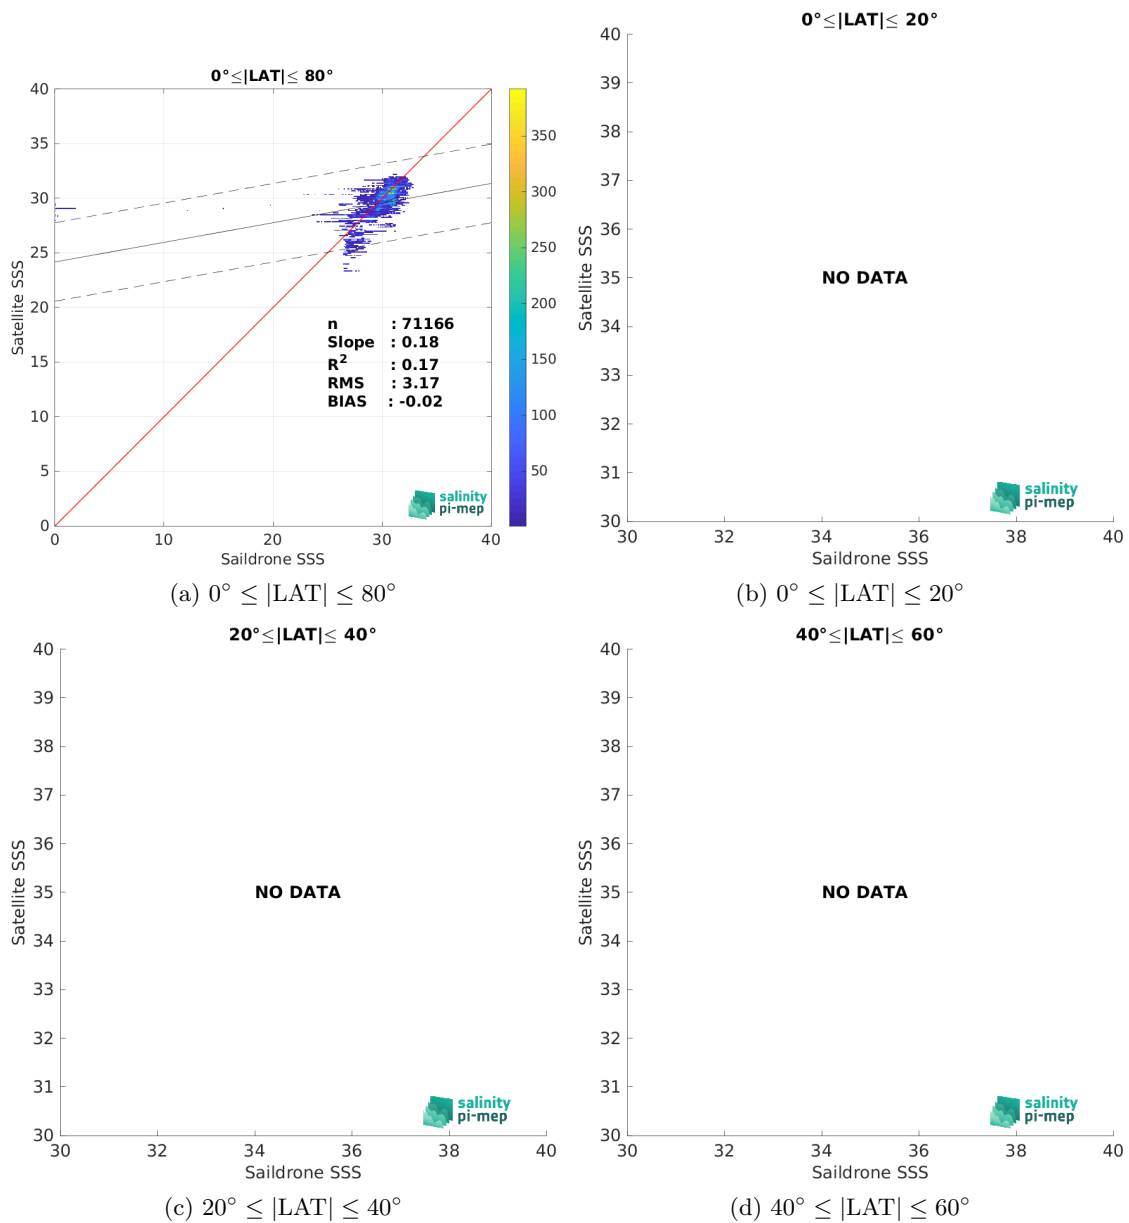 0°≤|LAT|≤ 80°
40
35
30
25
20
15
10
5
0
Satellite SSS
0
10
20
30
40
Saildrone SSS
n : 71166
Slope : 0.18
R² : 0.17
RMS : 3.17
BIAS : -0.02
350
300
250
200
150
100
50
salinity
pi-mep
(a) 0° ≤ |LAT| ≤ 80°
0°≤|LAT|≤ 20°
40
39
38
37
36
35
34
33
32
31
30
Satellite SSS
NO DATA
salinity
pi-mep
30
32
34
36
38
40
Saildrone SSS
(b) 0° ≤ |LAT| ≤ 20°
20°≤|LAT|≤ 40°
40
39
38
37
36
35
34
33
32
31
30
Satellite SSS
NO DATA
salinity
pi-mep
30
32
34
36
38
40
Saildrone SSS
(c) 20° ≤ |LAT| ≤ 40°
40°≤|LAT|≤ 60°
40
39
38
37
36
35
34
33
32
31
30
Satellite SSS
NO DATA
salinity
pi-mep
30
32
34
36
38
40
Saildrone SSS
(d) 40° ≤ |LAT| ≤ 60°